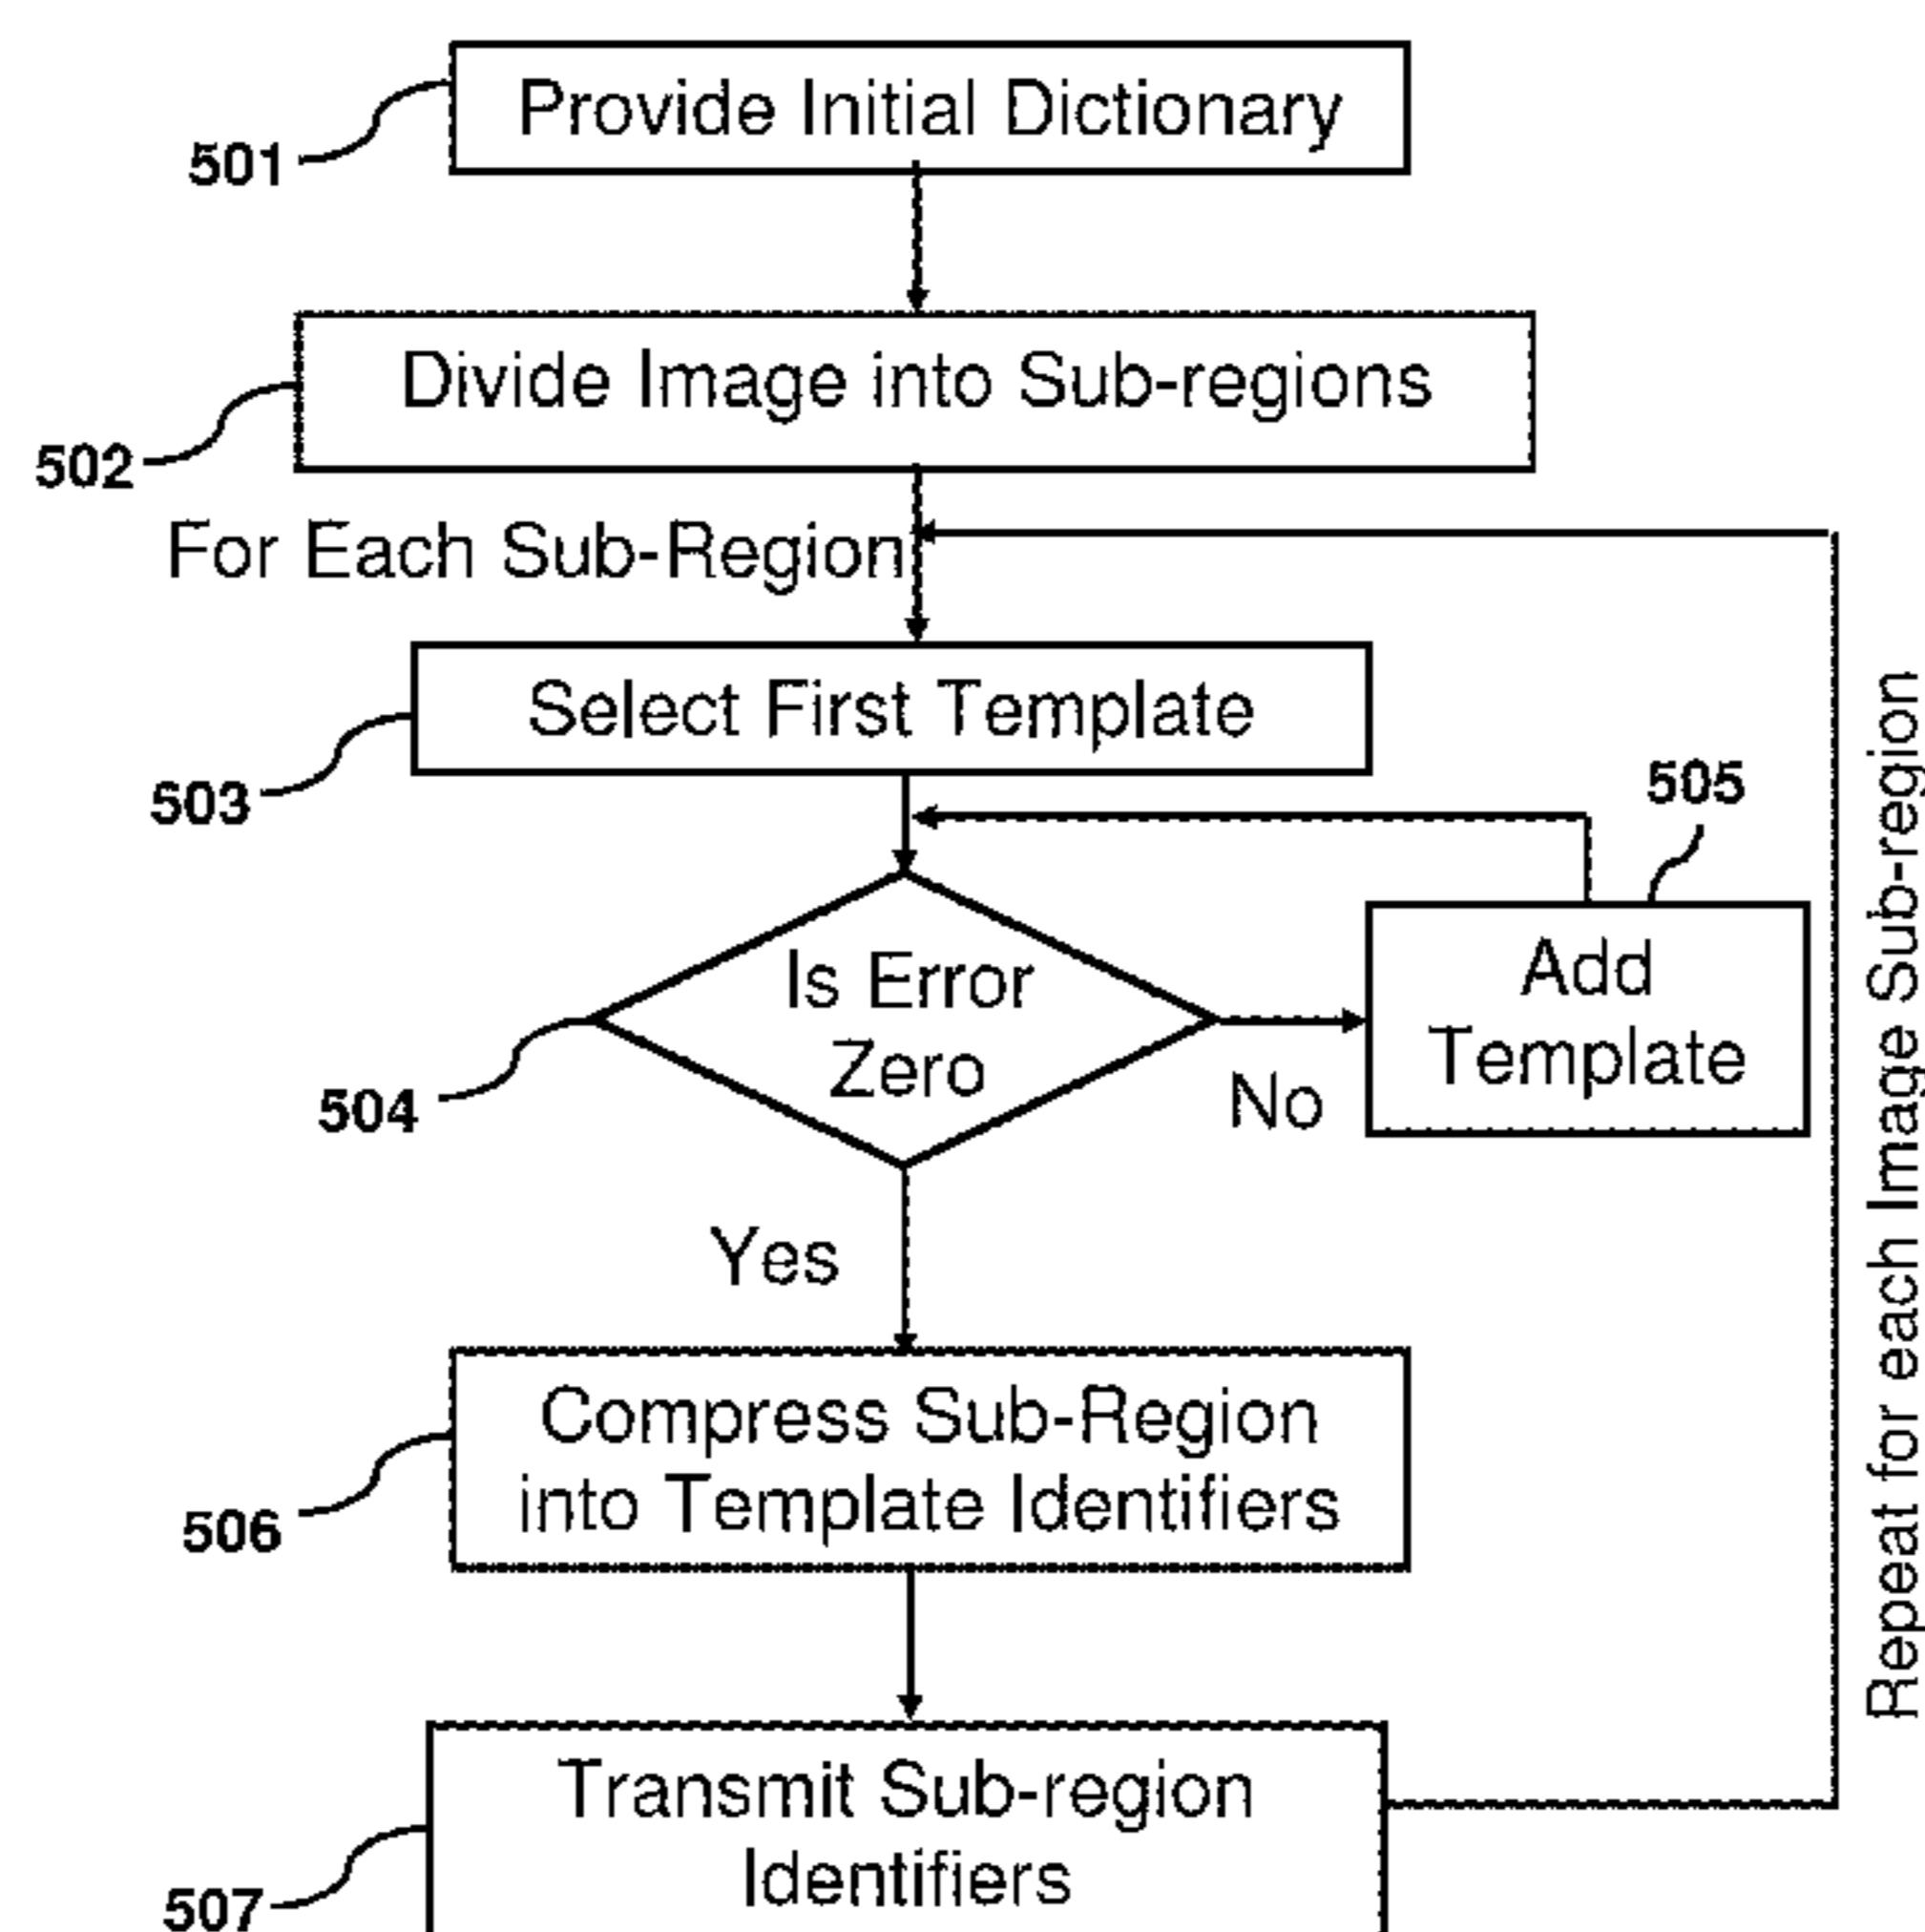 Provide Initial Dictionary
501
Divide Image into Sub-regions
502
For Each Sub-Region
Select First Template
503
505
Is Error
Zero
Add
Template
No
504
Yes
Compress Sub-Region
into Template Identifiers
506
Transmit Sub-region
Identifiers
507
Repeat for each Image Sub-region